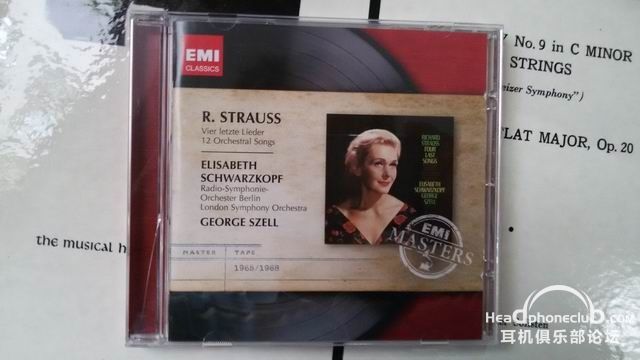 EMI
CLASSICS
R. STRAUSS
Vier letzte Lieder
12 Orchestral Songs
ELISABETH
SCHWARZKOPF
Radio-Symphonie-
Orchester Berlin
London Symphony Orchestra
GEORGE SZELL
MASTER TAPE
1965/1968
RICHARD
STRAUSS
FOUR
LAST
SONGS
ELISABETH
SCHWARZKOPF
GEORGE
SZELL
EMI
MASTERS
No. 9 in C MINOR
STRINGS
Symphony")
FLAT MAJOR, Op. 20
the musical
HeadphonecluB.com
耳机俱乐部论坛